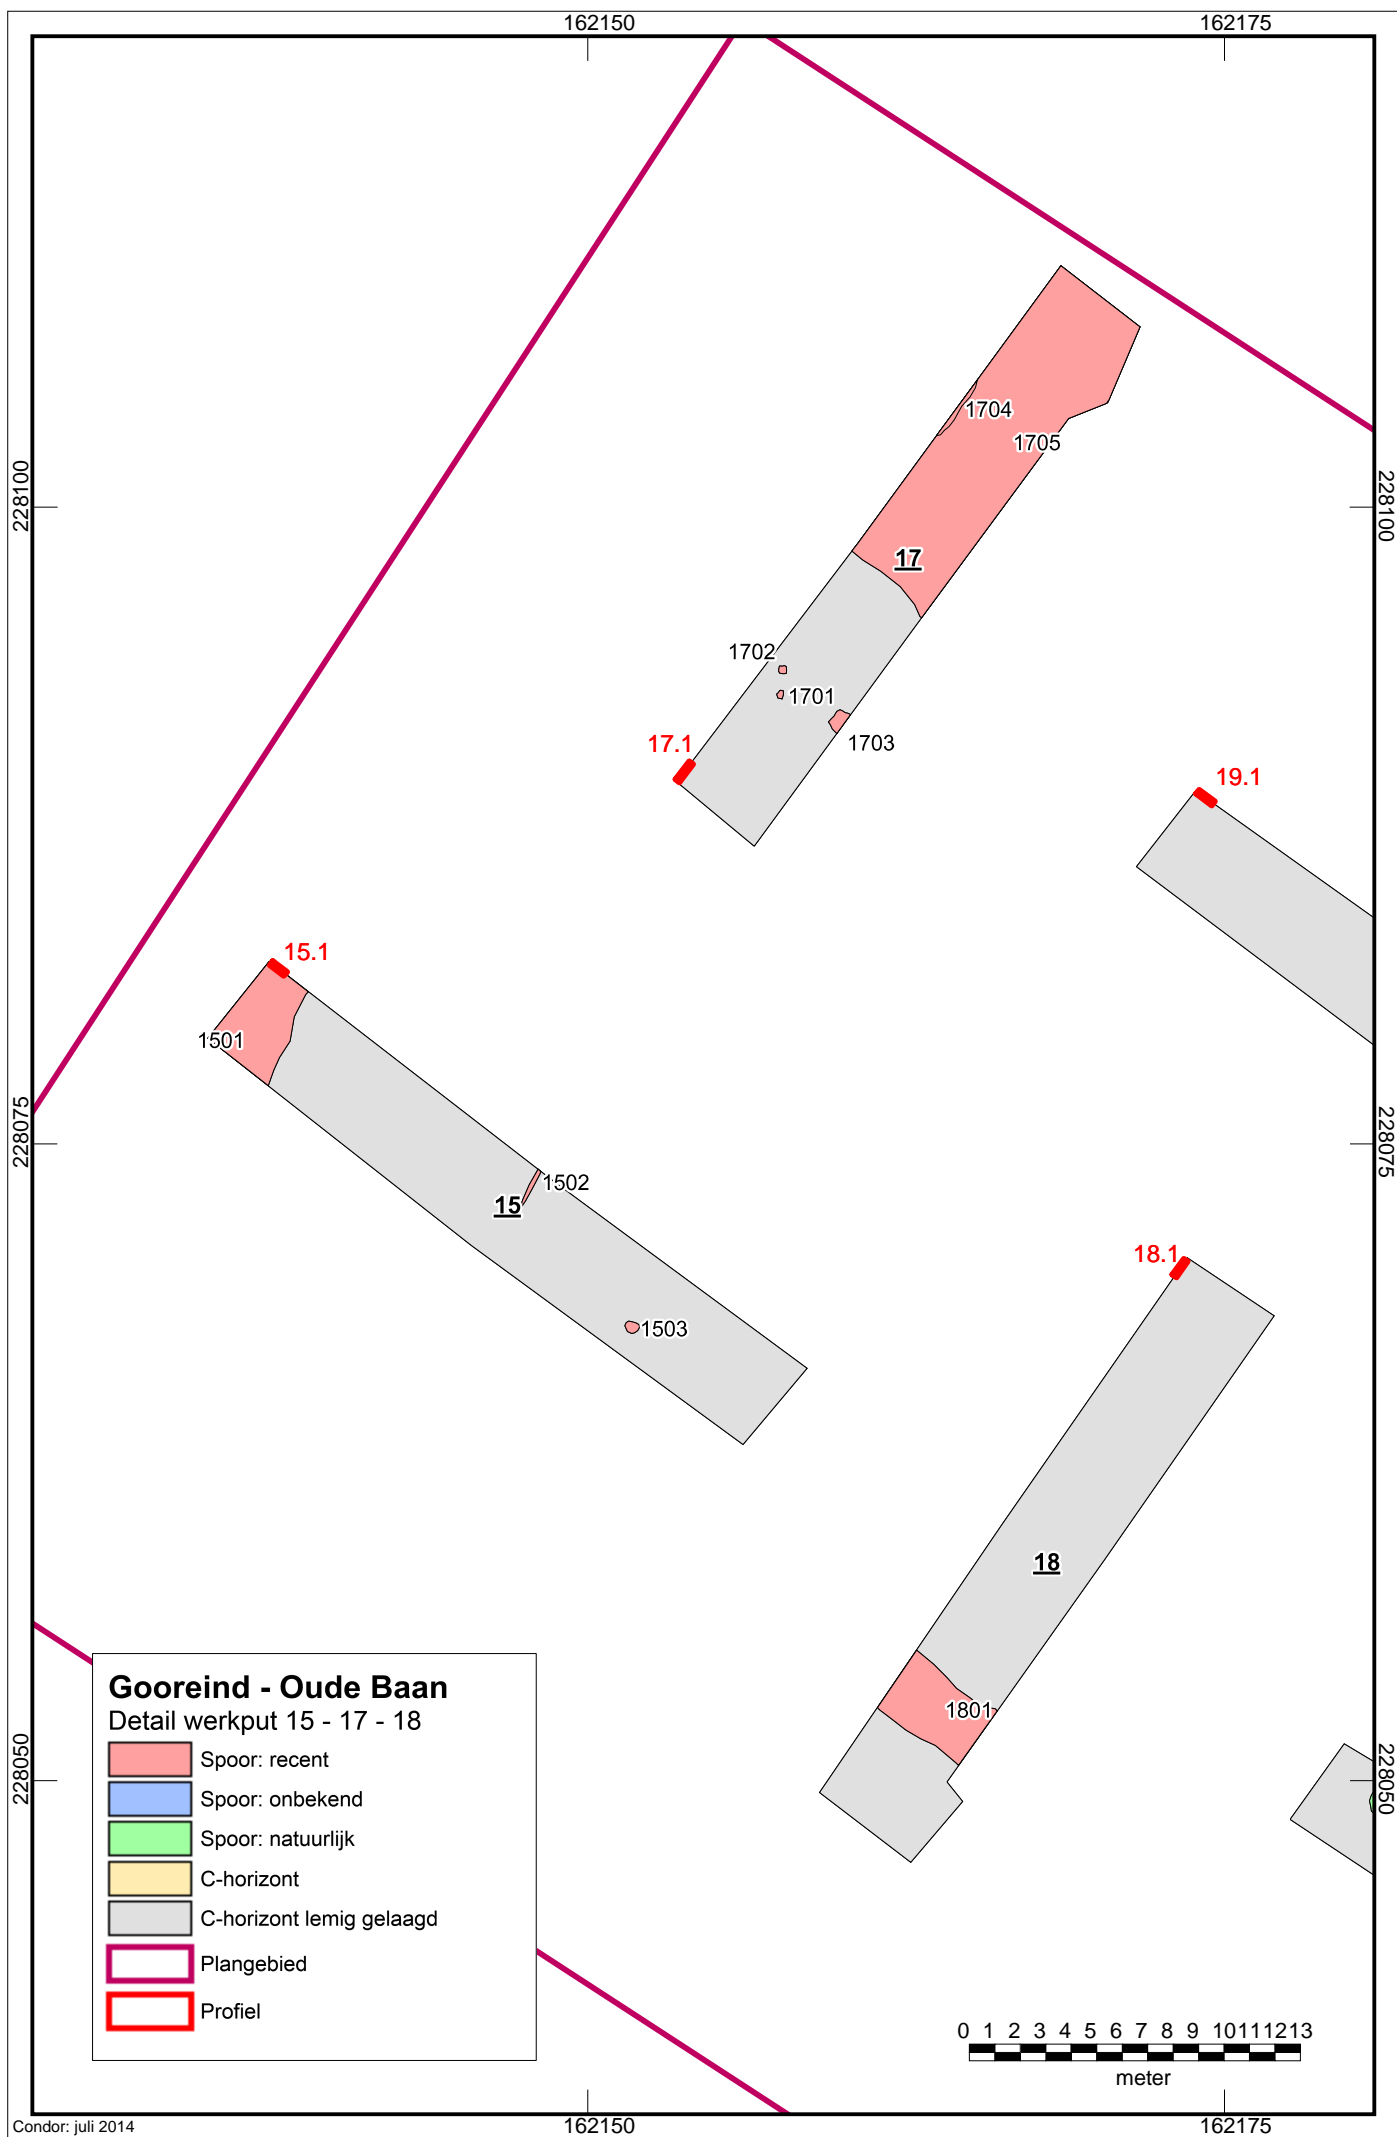 162150
162175
1704
1705
228100
228100
17
1702
1701
17.1
1703
19.1
15.1
1501
228075
228075
1502
15
18.1
1503
18
Gooreind - Oude Baan
Detail werkput 15 - 17 - 18
1801
Spoor: recent
228050
228050
Spoor: onbekend
Spoor: natuurlijk
C-horizont
C-horizont lemig gelaagd
Plangebied
Profiel
0 1 2 3 4 5 6 7 8 9 10 11 12 13
meter
Condor: juli 2014
162150
162175